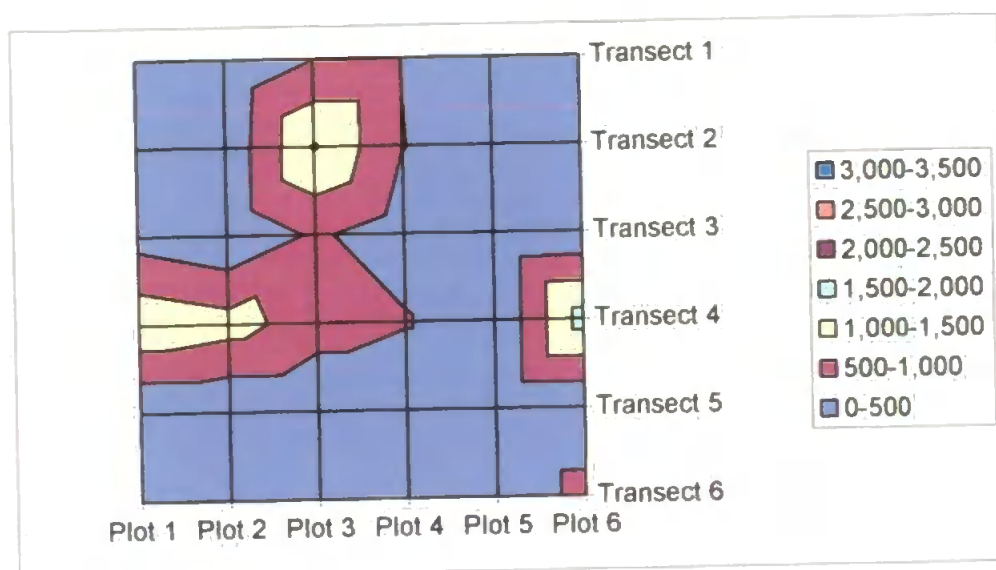 Transect 1
Transect 2
Transect 3
Transect 4
Transect 5
Transect 6
Plot 1 Plot 2 Plot 3 Plot 4 Plot 5 Plot 6
3,000-3,500
2,500-3,000
2,000-2,500
1,500-2,000
1,000-1,500
500-1,000
0-500